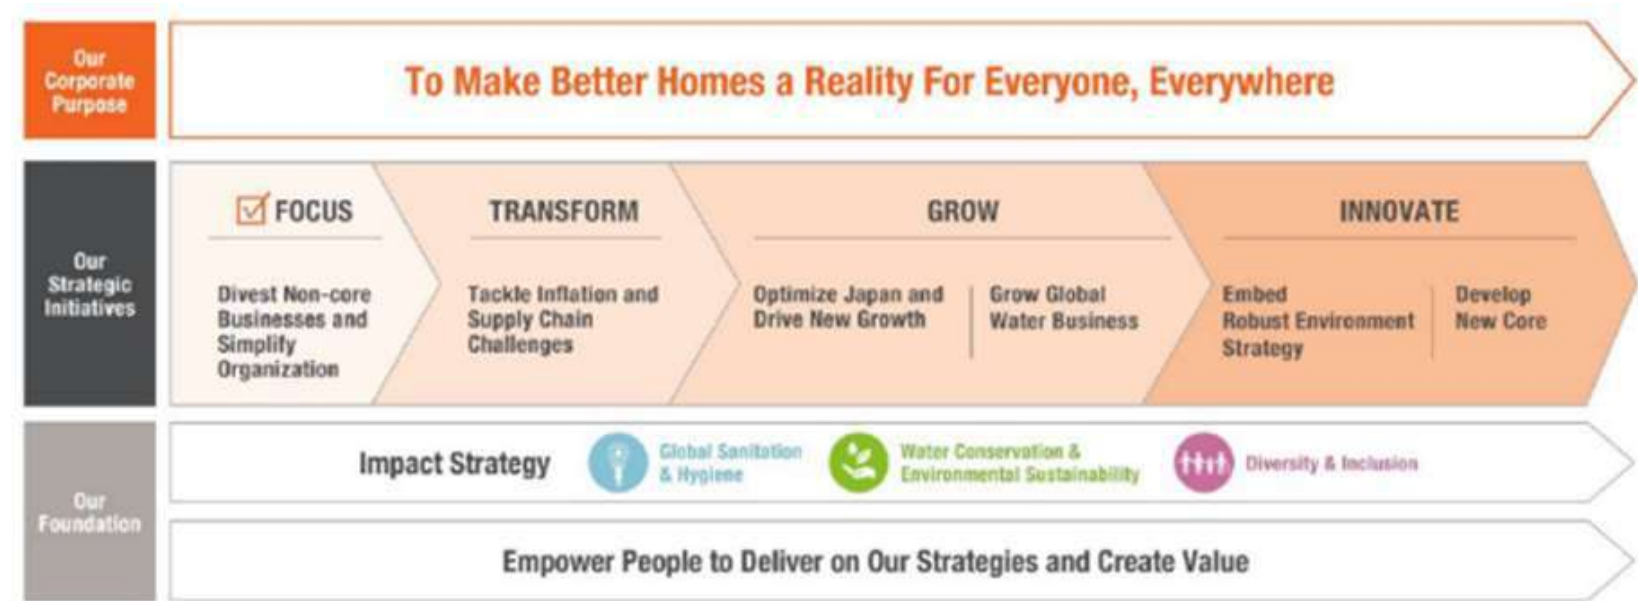 Our
Corporate
Purpose
To Make Better Homes a Reality For Everyone, Everywhere
Our
Strategic
Initiatives
FOCUS
Divest Non-core
Businesses and
Simplify
Organization
TRANSFORM
Tackle Inflation and
Supply Chain
Challenges
GROW
Optimize Japan and
Drive New Growth
Grow Global
Water Business
INNOVATE
Embed
Robust Environment
Strategy
Develop
New Core
Our
Foundation
Impact Strategy
Global Sanitation
& Hygiene
Water Conservation &
Environmental Sustainability
Diversity & Inclusion
Empower People to Deliver on Our Strategies and Create Value